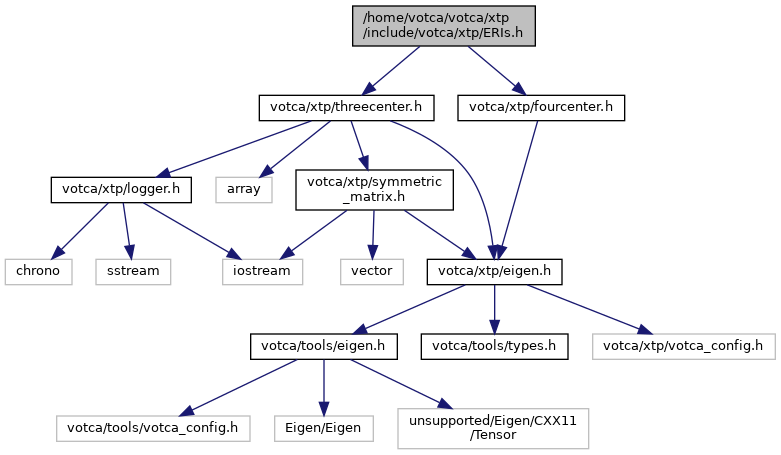 /home/votca/votca/xtp
/include/votca/xtp/ERIs.h
votca/xtp/threecenter.h
votca/xtp/fourcenter.h
votca/xtp/logger.h
array
votca/xtp/symmetric
_matrix.h
chrono
sstream
iostream
vector
votca/xtp/eigen.h
votca/tools/eigen.h
votca/tools/types.h
votca/xtp/votca_config.h
votca/tools/votca_config.h
Eigen/Eigen
unsupported/Eigen/CXX11
/Tensor